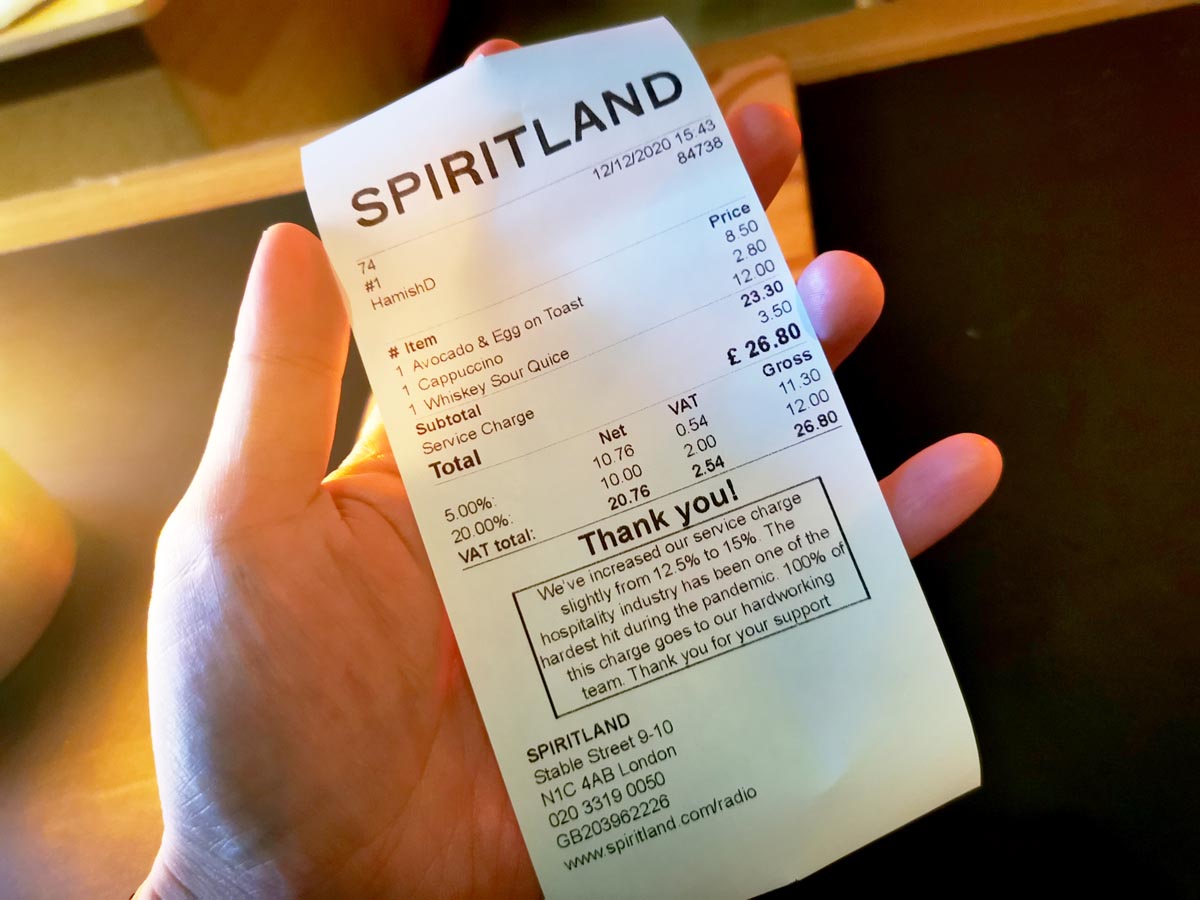 SPIRITLAND
12/12/2020 15:43
84738
74
#1
HamishD
# Item Price
1 Avocado & Egg on Toast 8.50
1 Cappuccino 2.80
1 Whiskey Sour Quice 12.00
Subtotal 23.30
Service Charge 3.50
Total £ 26.80
Net VAT Gross
5.00%: 10.76 0.54 11.30
20.00%: 10.00 2.00 12.00
VAT total: 20.76 2.54 26.80
Thank you!
We've increased our service charge
slightly from 12.5% to 15%. The
hospitality industry has been one of the
hardest hit during the pandemic. 100% of
this charge goes to our hardworking
team. Thank you for your support
SPIRITLAND
Stable Street 9-10
N1C 4AB London
020 3319 0050
GB203962226
www.spiritland.com/radio